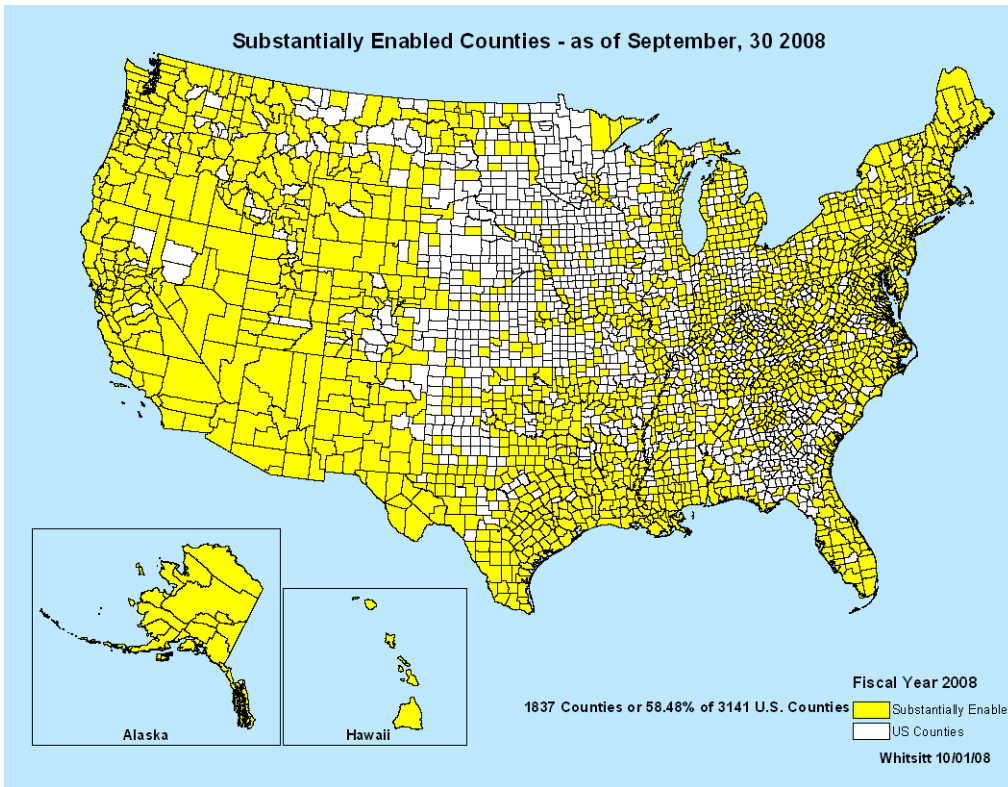 Substantially Enabled Counties - as of September, 30 2008
Alaska
Hawaii
1837 Counties or 58.48% of 3141 U.S. Counties
Fiscal Year 2008
Substantially Enable
US Counties
Whitsitt 10/01/08